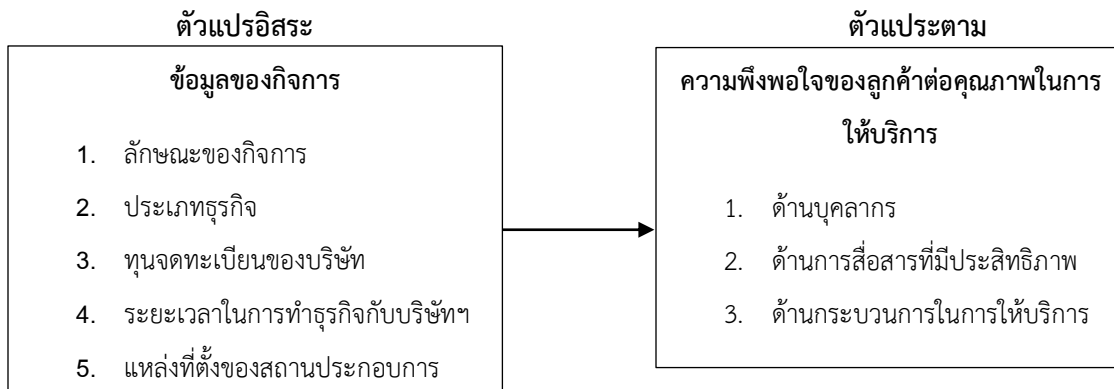 ตัวแปรอิสระ
ข้อมูลของกิจการ
1. ลักษณะของกิจการ
2. ประเภทธุรกิจ
3. ทุนจดทะเบียนของบริษัท
4. ระยะเวลาในการทำธุรกิจกับบริษัทฯ
5. แหล่งที่ตั้งของสถานประกอบการ
ตัวแประตาม
ความพึงพอใจของลูกค้าต่อคุณภาพในการ
ให้บริการ
1. ด้านบุคลากร
2. ด้านการสื่อสารที่มีประสิทธิภาพ
3. ด้านกระบวนการในการให้บริการ